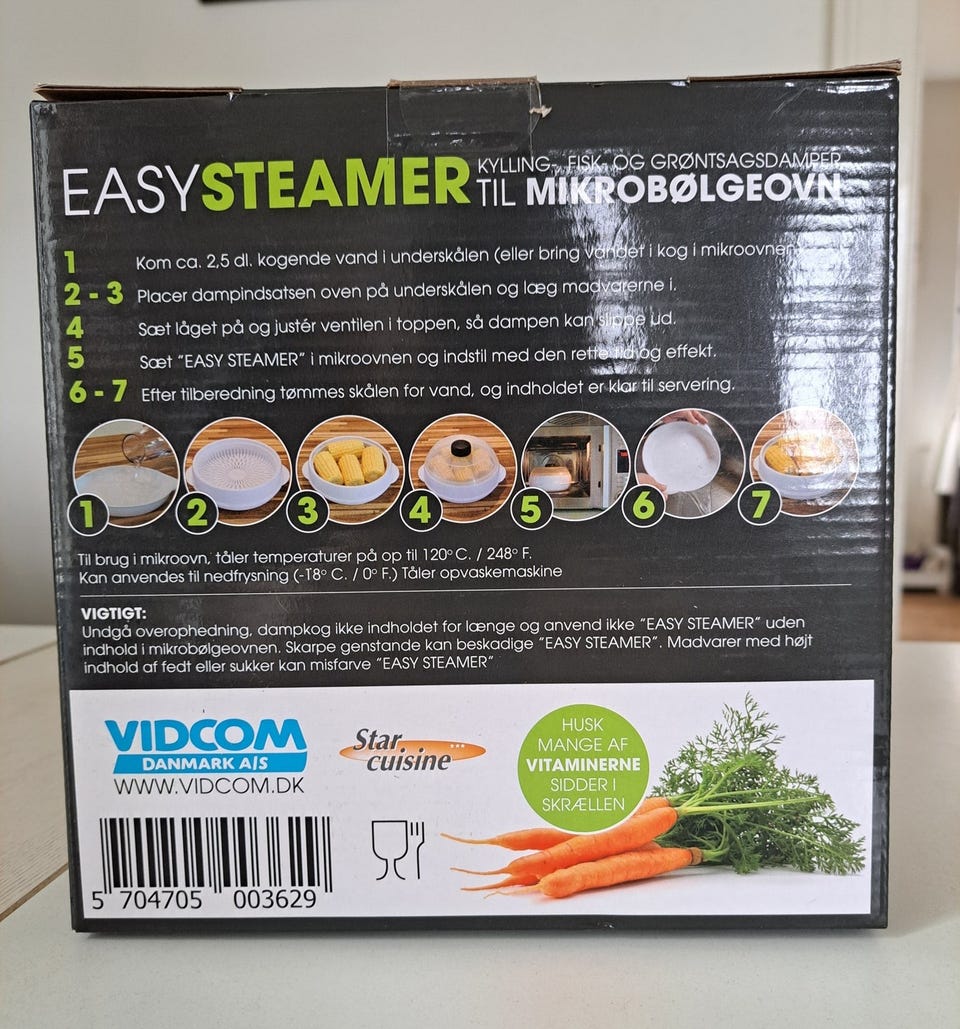 EASYSTEAMER KYLLING-, FISK- OG GRØNTSAGSDAMPER
TIL MIKROBØLGEOVN
1 Kom ca. 2,5 dl. kogende vand i underskålen (eller bring vandet i kog i mikroovnen)
2 - 3 Placer dampindsatsen oven på underskålen og læg madvarerne i.
4 Sæt låget på og justér ventilen i toppen, så dampen kan slippe ud.
5 Sæt "EASY STEAMER" i mikroovnen og indstil med den rette tid og effekt.
6 - 7 Efter tilberedning tømmes skålen for vand, og indholdet er klar til servering.
1 2 3 4 5 6 7
Til brug i mikroovn, tåler temperaturer på op til 120° C. / 248° F.
Kan anvendes til nedfrysning (-18° C. / 0° F.) Tåler opvaskemaskine
VIGTIGT:
Undgå overophedning, dampkog ikke indholdet for længe og anvend ikke "EASY STEAMER" uden
indhold i mikrobølgeovnen. Skarpe genstande kan beskadige "EASY STEAMER". Madvarer med højt
indhold af fedt eller sukker kan misfarve "EASY STEAMER"
VIDCOM
DANMARK A/S
WWW.VIDCOM.DK
Star
cuisine
HUSK
MANGE AF
VITAMINERNE
SIDDER I
SKRÆLLEN
5 704705 003629